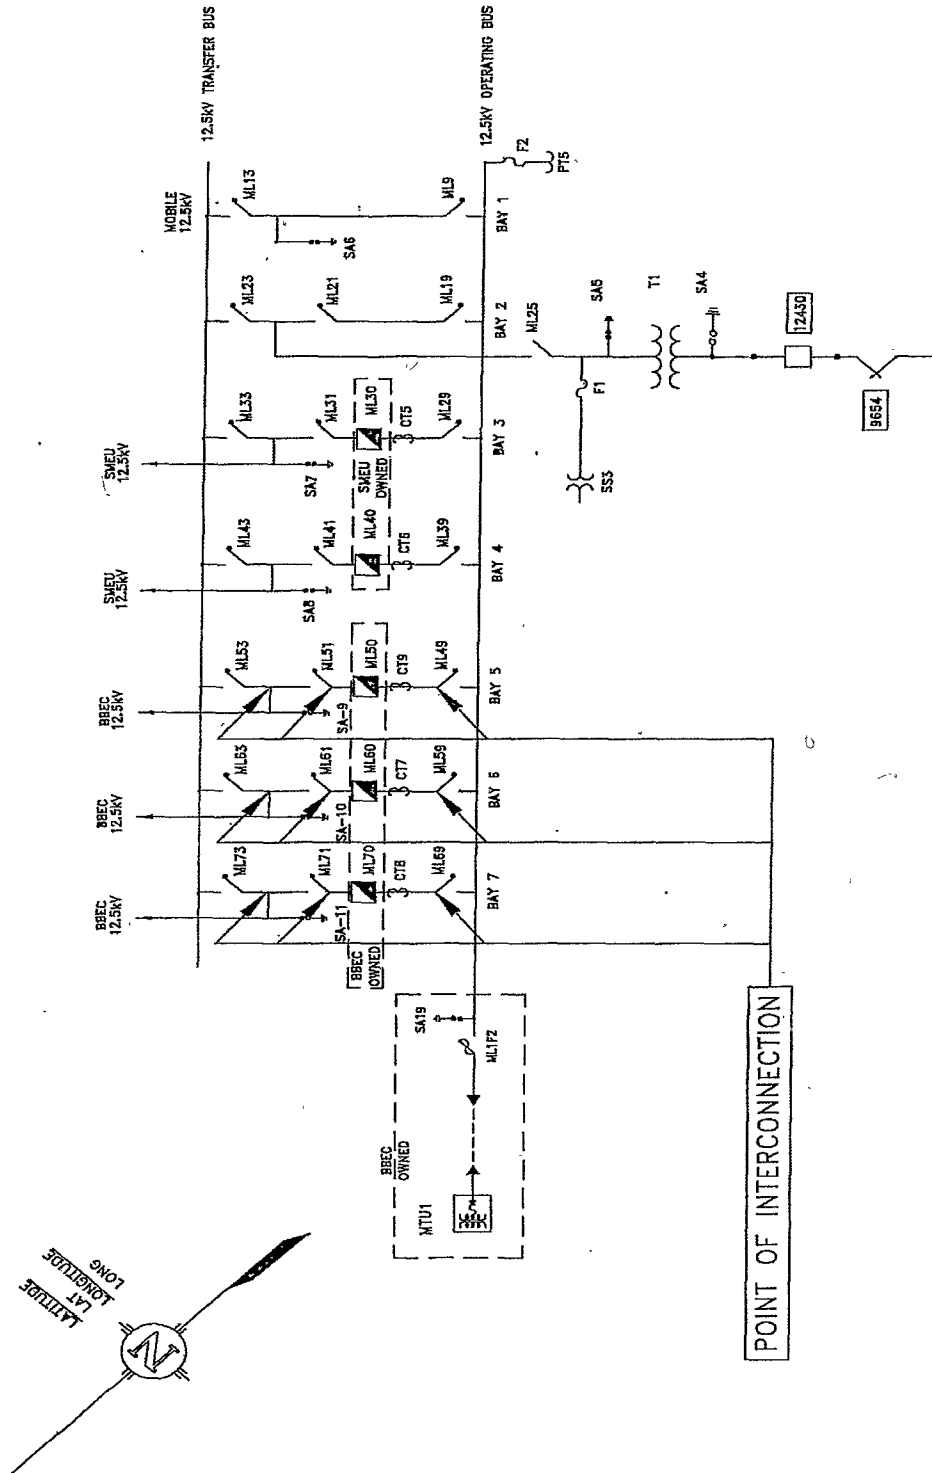 12.5kV TRANSFER BUS
12.5kV OPERATING BUS
MOBILE
12.5kV
ML13
ML9
SA6
BAY 1
F2
PT5
ML23
ML21
ML19
BAY 2
ML25
SA5
T1
SA4
12430
9654
F1
SS3
SMEU
12.5kV
ML33
ML31
ML30
CT5
ML29
SA7
SMEU
OWNED
BAY 3
SMEU
12.5kV
ML43
ML41
ML40
CT6
ML39
SA8
BAY 4
BBEC
12.5kV
ML53
ML51
ML50
CT9
ML49
SA-9
BAY 5
BBEC
12.5kV
ML63
ML61
ML60
CT7
ML59
SA-10
BAY 6
BBEC
12.5kV
ML73
ML71
ML70
CT8
ML69
SA-11
BAY 7
BBEC
OWNED
SA19
ML1F2
BBEC
OWNED
MTU1
POINT OF INTERCONNECTION
LATTITUDE
LAT
LONGITUDE
LONG
N